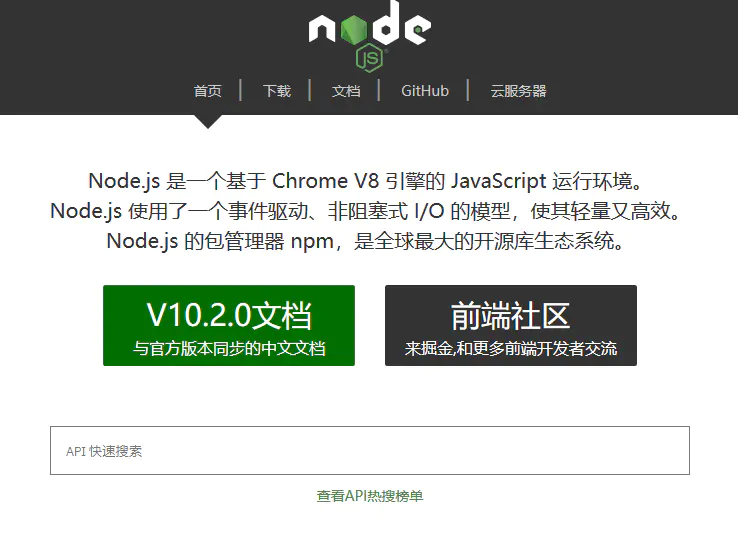 node
JS
首页 下载 文档 GitHub 云服务器
Node.js 是一个基于 Chrome V8 引擎的 JavaScript 运行环境。
Node.js 使用了一个事件驱动、非阻塞式 I/O 的模型，使其轻量又高效。
Node.js 的包管理器 npm，是全球最大的开源库生态系统。
V10.2.0文档
与官方版本同步的中文文档
前端社区
来掘金,和更多前端开发者交流
API 快速搜索
查看API热搜榜单